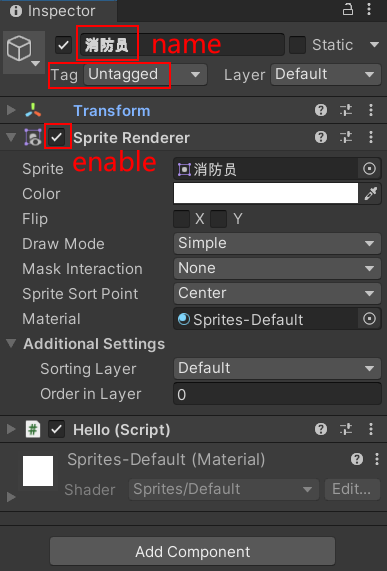 Inspector
消防员 name Static
Tag Untagged Layer Default
Transform
Sprite Renderer
enable
Sprite 消防员
Color
Flip X Y
Draw Mode Simple
Mask Interaction None
Sprite Sort Point Center
Material Sprites-Default
Additional Settings
Sorting Layer Default
Order in Layer 0
# Hello (Script)
Sprites-Default (Material)
Shader Sprites/Default Edit...
Add Component